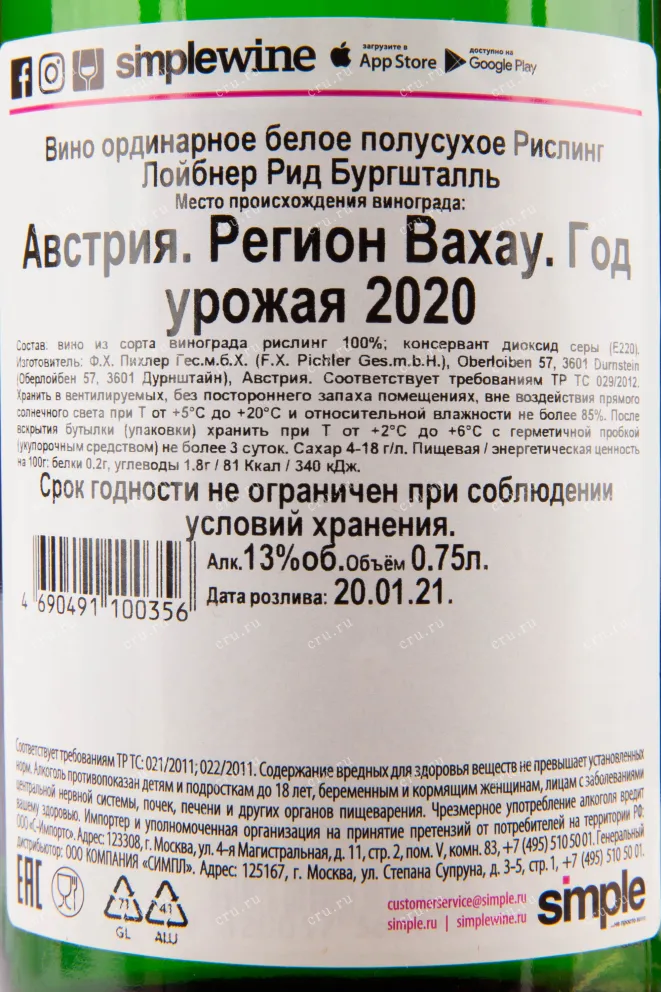 simplewine загрузите в App Store доступно на Google Play
Вино ординарное белое полусухое Рислинг
Лойбнер Рид Бургшталль
Место происхождения винограда:
Австрия. Регион Вахау. Год
урожая 2020
Состав: вино из сорта винограда рислинг 100%; консервант диоксид серы (E220).
Изготовитель: Ф.Х. Пихлер Гес.м.б.Х. (F.X. Pichler Ges.m.b.H.), Oberloiben 57, 3601 Durnstein
(Оберлойбен 57, 3601 Дурнштайн), Австрия. Соответствует требованиям ТР ТС 029/2012.
Хранить в вентилируемых, без постороннего запаха помещениях, вне воздействия прямого
солнечного света при Т от +5°С до +20°С и относительной влажности не более 85%. После
вскрытия бутылки (упаковки) хранить при Т от +2°С до +6°С с герметичной пробкой
(укупорочным средством) не более 3 суток. Сахар 4-18 г/л. Пищевая / энергетическая ценность
на 100г: белки 0.2г, углеводы 1.8г / 81 Ккал / 340 кДж.
Срок годности не ограничен при соблюдении
условий хранения.
Алк.13%об.Объём 0.75л.
4 690491 100356
Дата розлива: 20.01.21.
Соответствует требованиям ТР ТС: 021/2011; 022/2011. Содержание вредных для здоровья веществ не превышает установленных
норм. Алкоголь противопоказан детям и подросткам до 18 лет, беременным и кормящим женщинам, лицам с заболеваниями
центральной нервной системы, почек, печени и других органов пищеварения. Чрезмерное употребление алкоголя вредит
вашему здоровью. Импортер и уполномоченная организация на принятие претензий от потребителей на территории РФ:
ООО «С-Импорто». Адрес: 123308, г. Москва, ул. 4-я Магистральная, д. 11, стр. 2, пом. V, комн. 83, +7 (495) 510 50 01. Генеральный
дистрибьютор: ООО КОМПАНИЯ «СИМПЛ». Адрес: 125167, г. Москва, ул. Степана Супруна, д. 3-5, стр. 1, +7 (495) 510 50 01.
EAC
71 41
GL ALU
customerservice@simple.ru
simple.ru | simplewine.ru
simple
...не просто вино